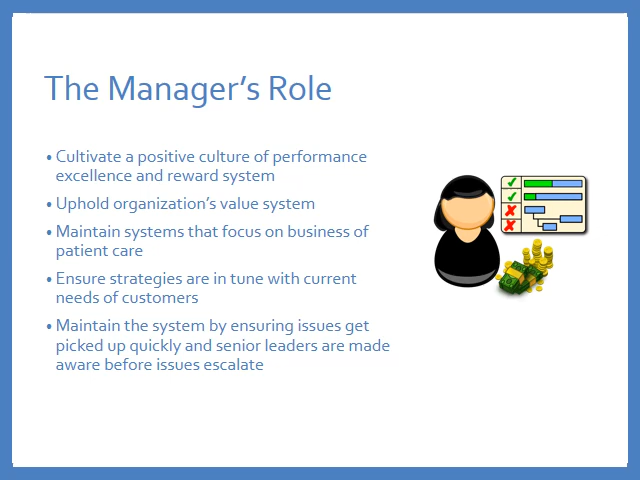 The Manager’s Role
• Cultivate a positive culture of performance
excellence and reward system
• Uphold organization’s value system
• Maintain systems that focus on business of
patient care
• Ensure strategies are in tune with current
needs of customers
• Maintain the system by ensuring issues get
picked up quickly and senior leaders are made
aware before issues escalate